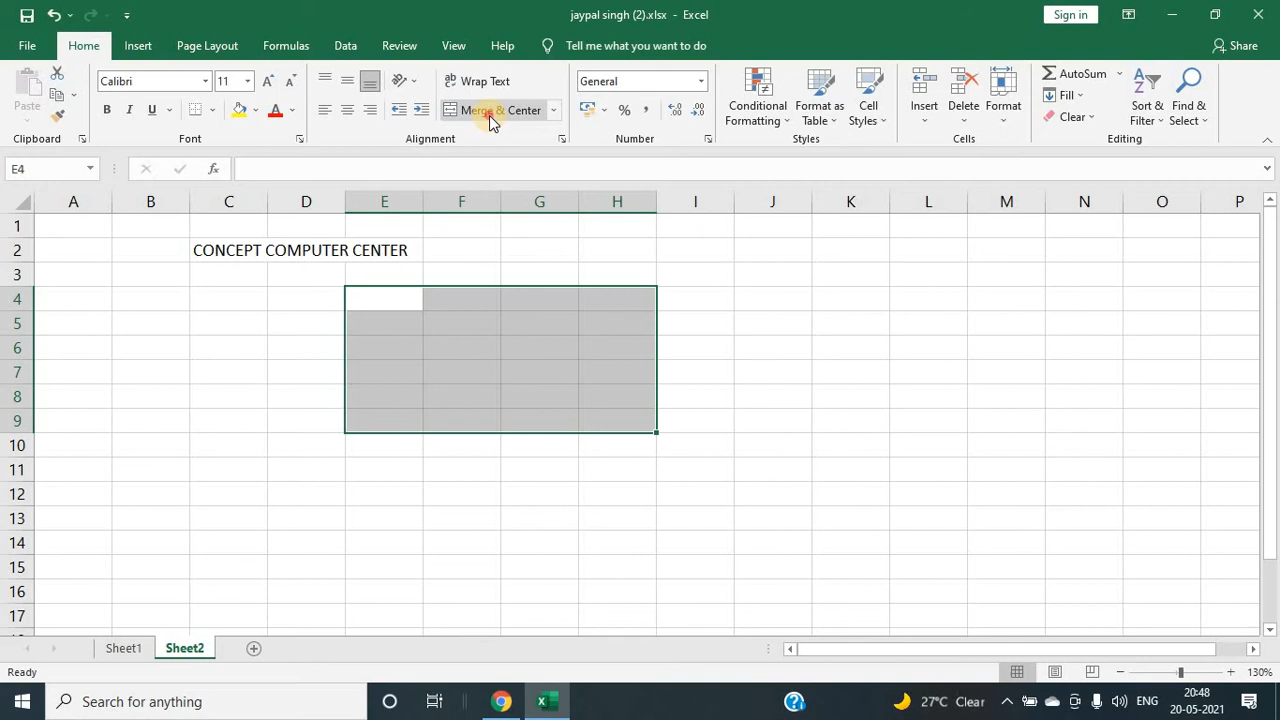 jaypal singh (2).xlsx - Excel
Sign in
File Home Insert Page Layout Formulas Data Review View Help Tell me what you want to do Share
Paste
Clipboard
Calibri 11
B I U
Font
Wrap Text
Merge & Center
Alignment
General
%
Number
Conditional Formatting
Format as Table
Cell Styles
Styles
Insert Delete Format
Cells
AutoSum
Fill
Clear
Sort & Filter
Find & Select
Editing
E4
fx
A B C D E F G H I J K L M N O P
1
2 CONCEPT COMPUTER CENTER
3
4
5
6
7
8
9
10
11
12
13
14
15
16
17
Sheet1 Sheet2
Ready
130%
Search for anything
27°C Clear
ENG
20:48
20-05-2021